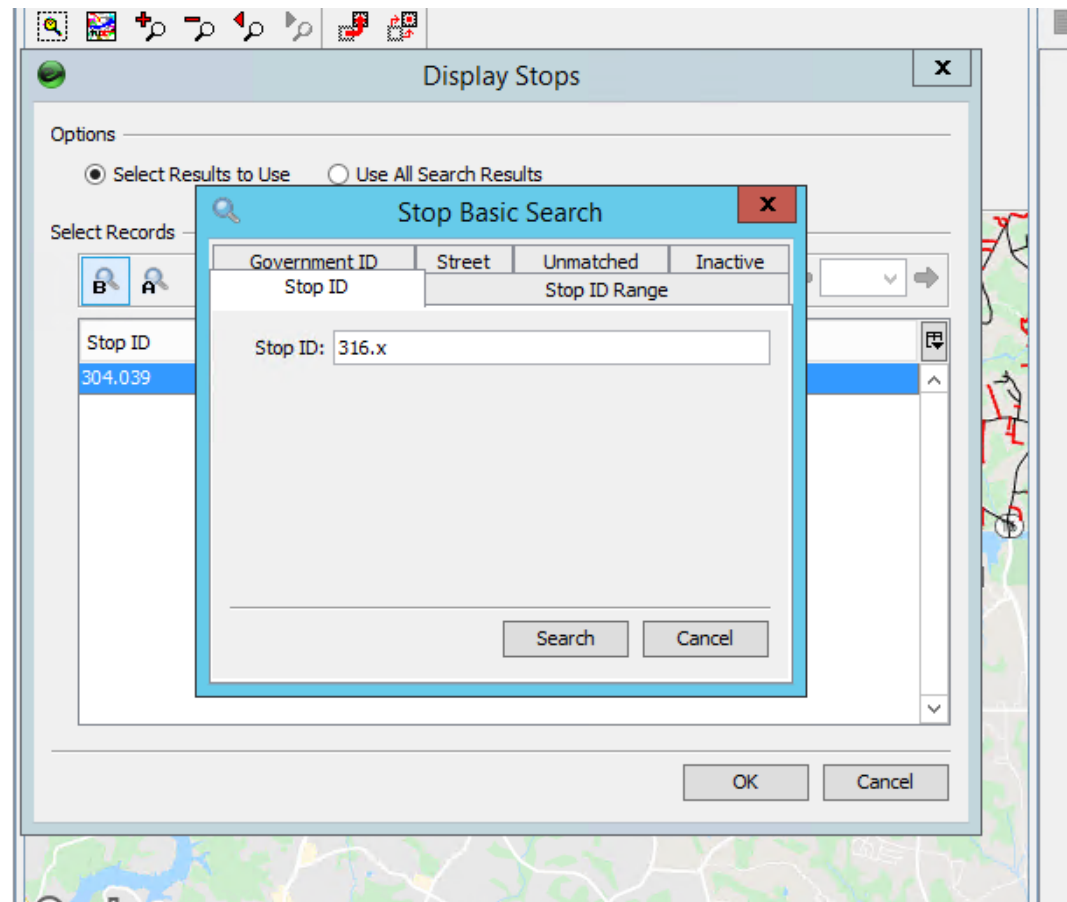 Display Stops
x
Options
Select Results to Use Use All Search Results
Select Records
Stop Basic Search
x
Government ID Street Unmatched Inactive
Stop ID Stop ID Range
B A
Stop ID
Stop ID: 316.x
304.039
Search Cancel
OK Cancel